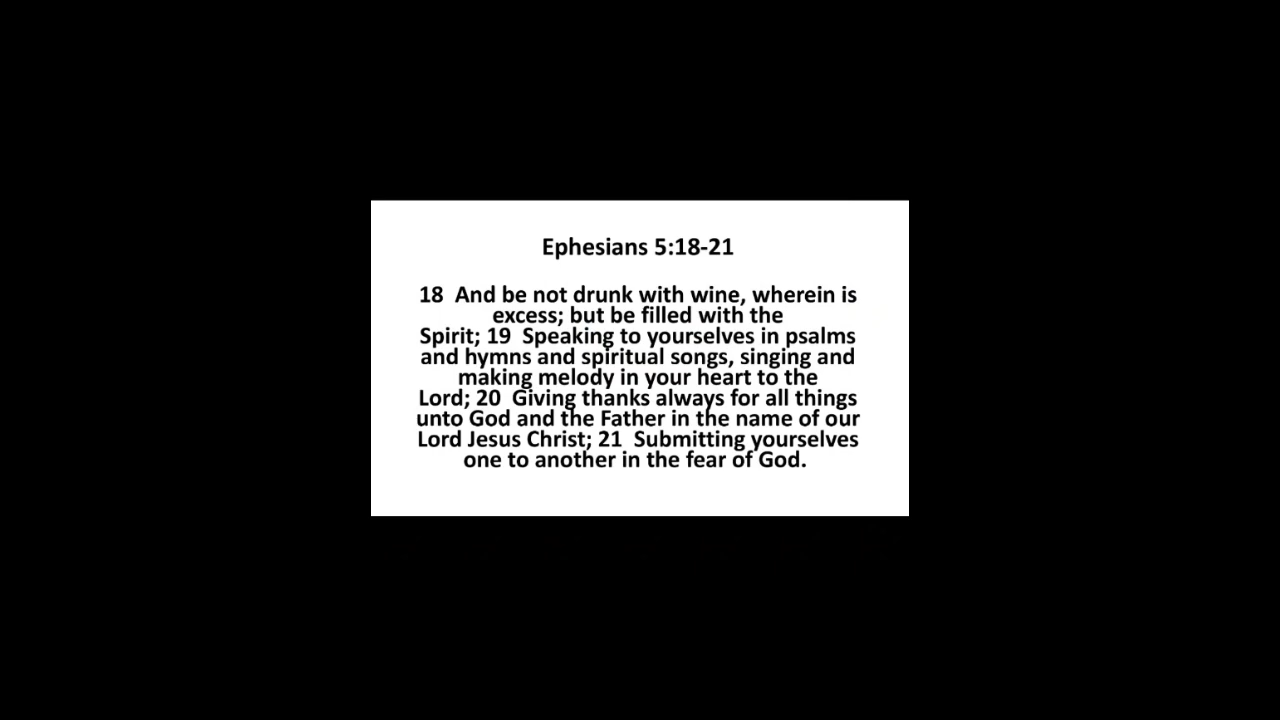 Ephesians 5:18-21
18 And be not drunk with wine, wherein is
excess; but be filled with the
Spirit; 19 Speaking to yourselves in psalms
and hymns and spiritual songs, singing and
making melody in your heart to the
Lord; 20 Giving thanks always for all things
unto God and the Father in the name of our
Lord Jesus Christ; 21 Submitting yourselves
one to another in the fear of God.